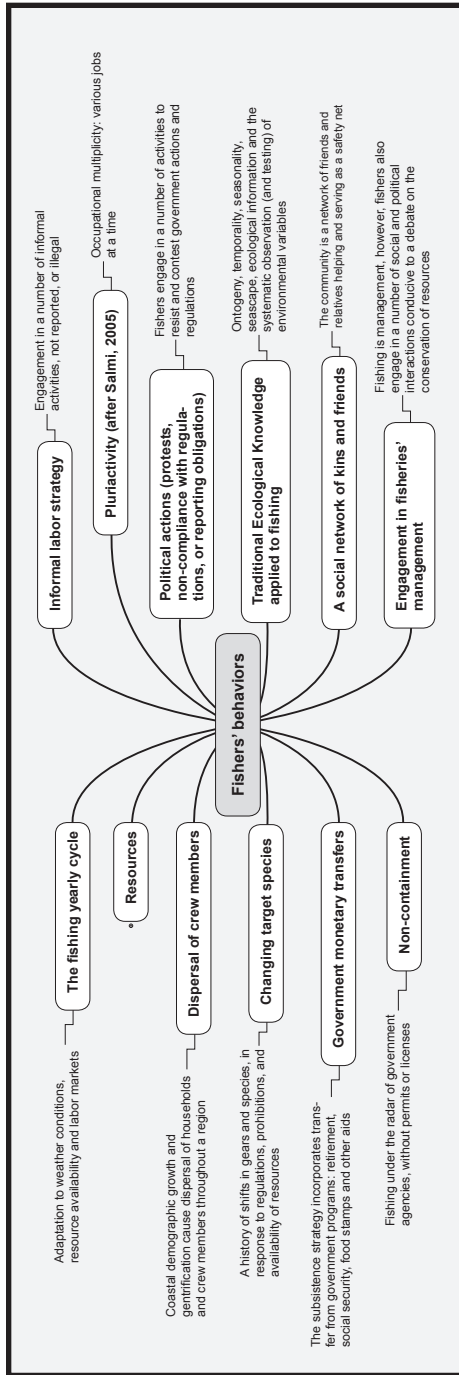 Fishers' behaviors
The fishing yearly cycle
Adaptation to weather conditions,
resource availability and labor markets
Resources
Dispersal of crew members
Coastal demographic growth and
gentrification cause dispersal of households
and crew members throughout a region
Changing target species
A history of shifts in gears and species, in
response to regulations, prohibitions, and
availability of resources
Government monetary transfers
The subsistence strategy incorporates trans-
fer from government programs: retirement,
social security, food stamps and other aids
Non-containment
Fishing under the radar of government
agencies, without permits or licenses
Informal labor strategy
Engagement in a number of informal
activities, not reported, or illegal
Pluriactivity (after Salmi, 2005)
Occupational multiplicity: various jobs
at a time
Political actions (protests,
non-compliance with regula-
tions, or reporting obligations)
Fishers engage in a number of activities to
resist and contest government actions and
regulations
Traditional Ecological Knowledge
applied to fishing
Ontogeny, temporality, seasonality,
seascape, ecological information and the
systematic observation (and testing) of
environmental variables
A social network of kins and friends
The community is a network of friends and
relatives helping and serving as a safety net
Engagement in fisheries'
management
Fishing is management, however, fishers also
engage in a number of social and political
interactions conducive to a debate on the
conservation of resources